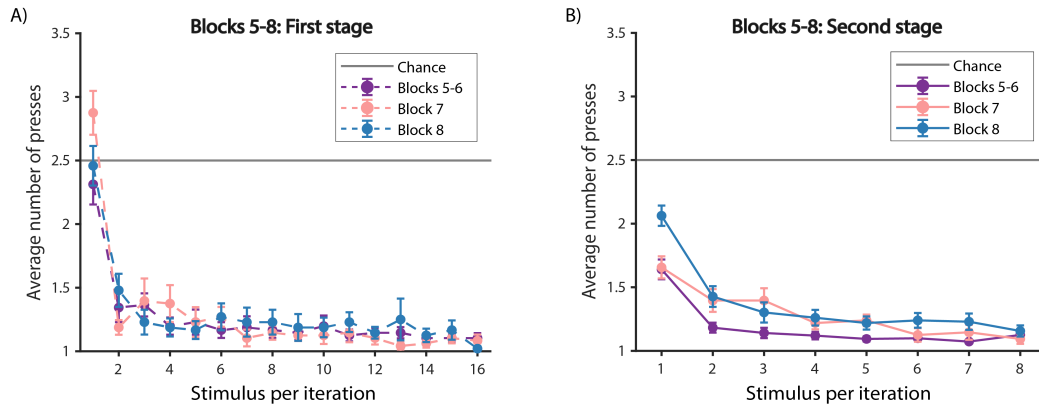 A)
Blocks 5-8: First stage
3.5
3
2.5
2
1.5
1
Average number of presses
Chance
Blocks 5-6
Block 7
Block 8
2 4 6 8 10 12 14 16
Stimulus per iteration
B)
Blocks 5-8: Second stage
3.5
3
2.5
2
1.5
1
Average number of presses
Chance
Blocks 5-6
Block 7
Block 8
1 2 3 4 5 6 7 8
Stimulus per iteration